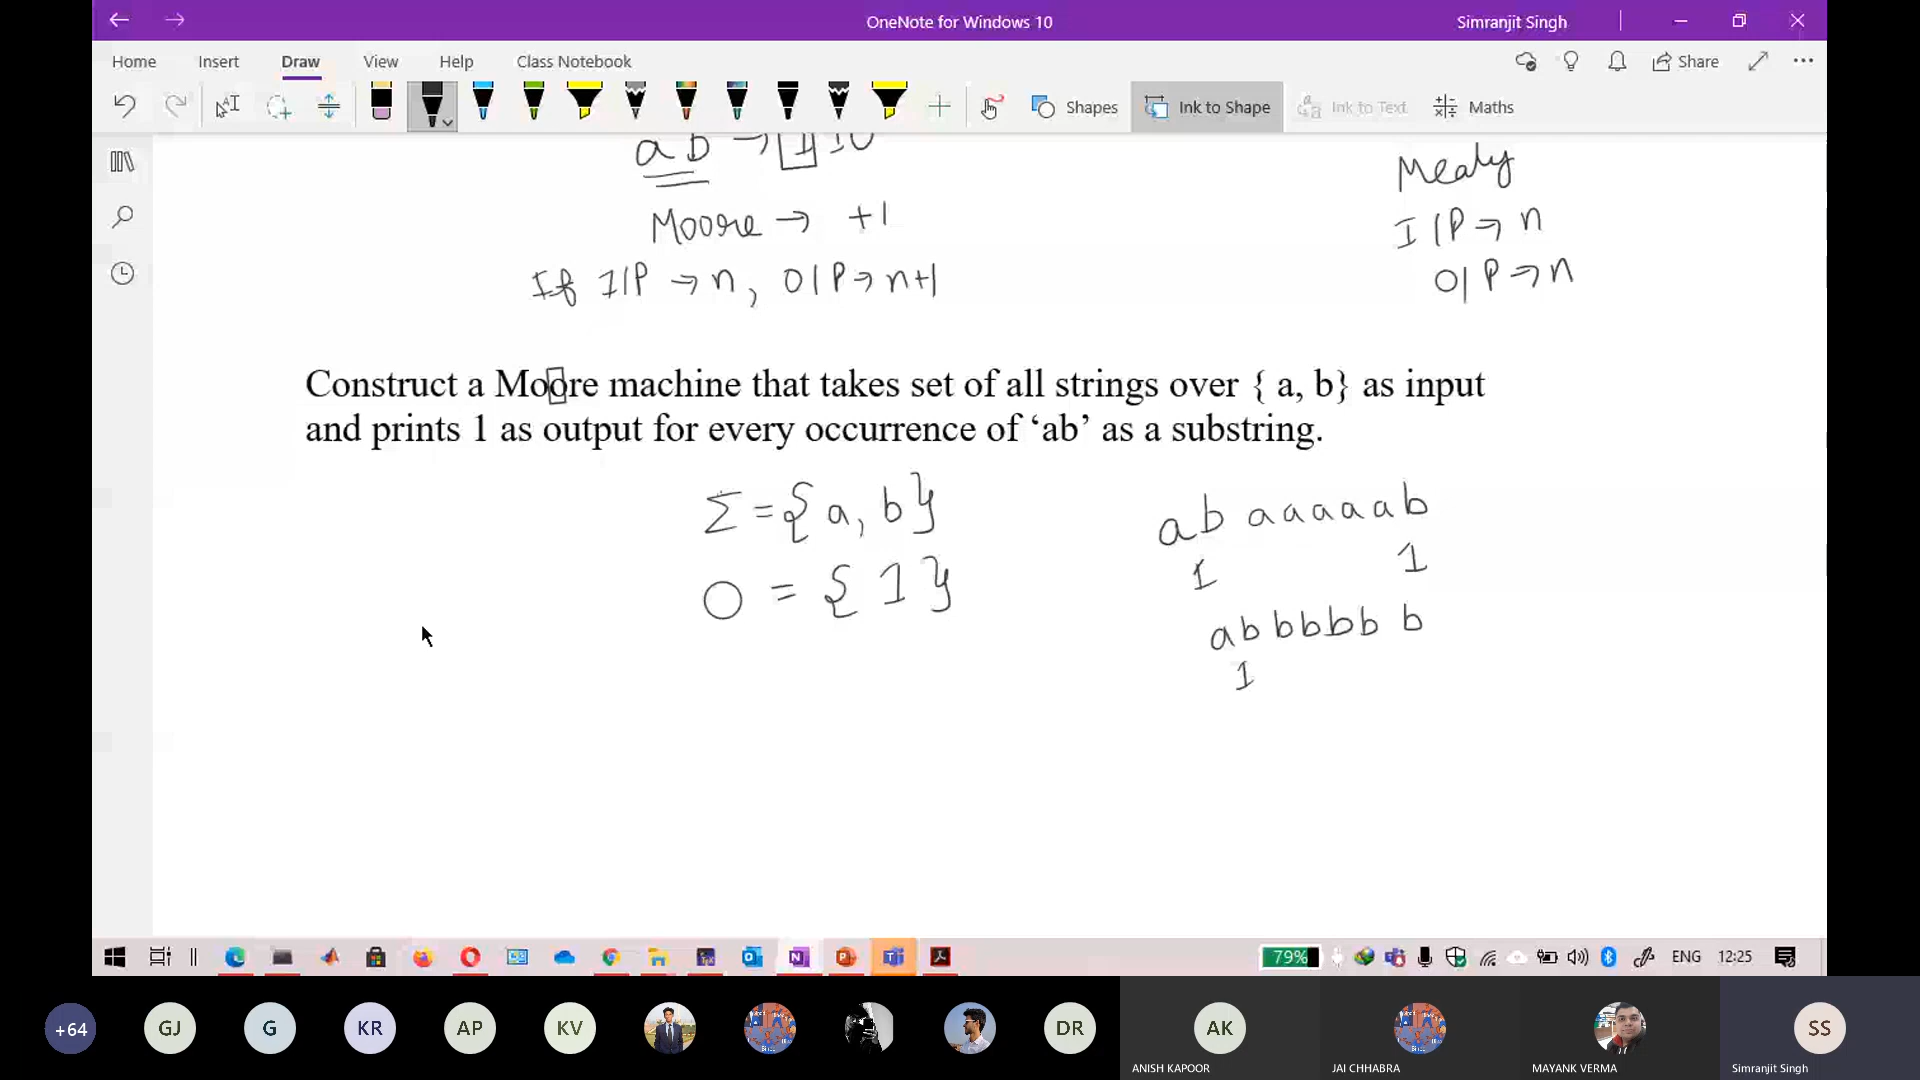 OneNote for Windows 10
Simranjit Singh
Home Insert Draw View Help Class Notebook
Share
Shapes Ink to Shape Ink to Text Maths
ab →
Moore → +1
If I/P → n, O/P → n+1
Mealy
I/P → n
O/P → n
Construct a Moore machine that takes set of all strings over { a, b} as input
and prints 1 as output for every occurrence of ‘ab’ as a substring.
Σ = { a, b }
O = { 1 }
ab aaaaab
1 1
ab bbbb b
1
79%
ENG 12:25
+64 GJ G KR AP KV DR AK SS
ANISH KAPOOR JAI CHHABRA MAYANK VERMA Simranjit Singh